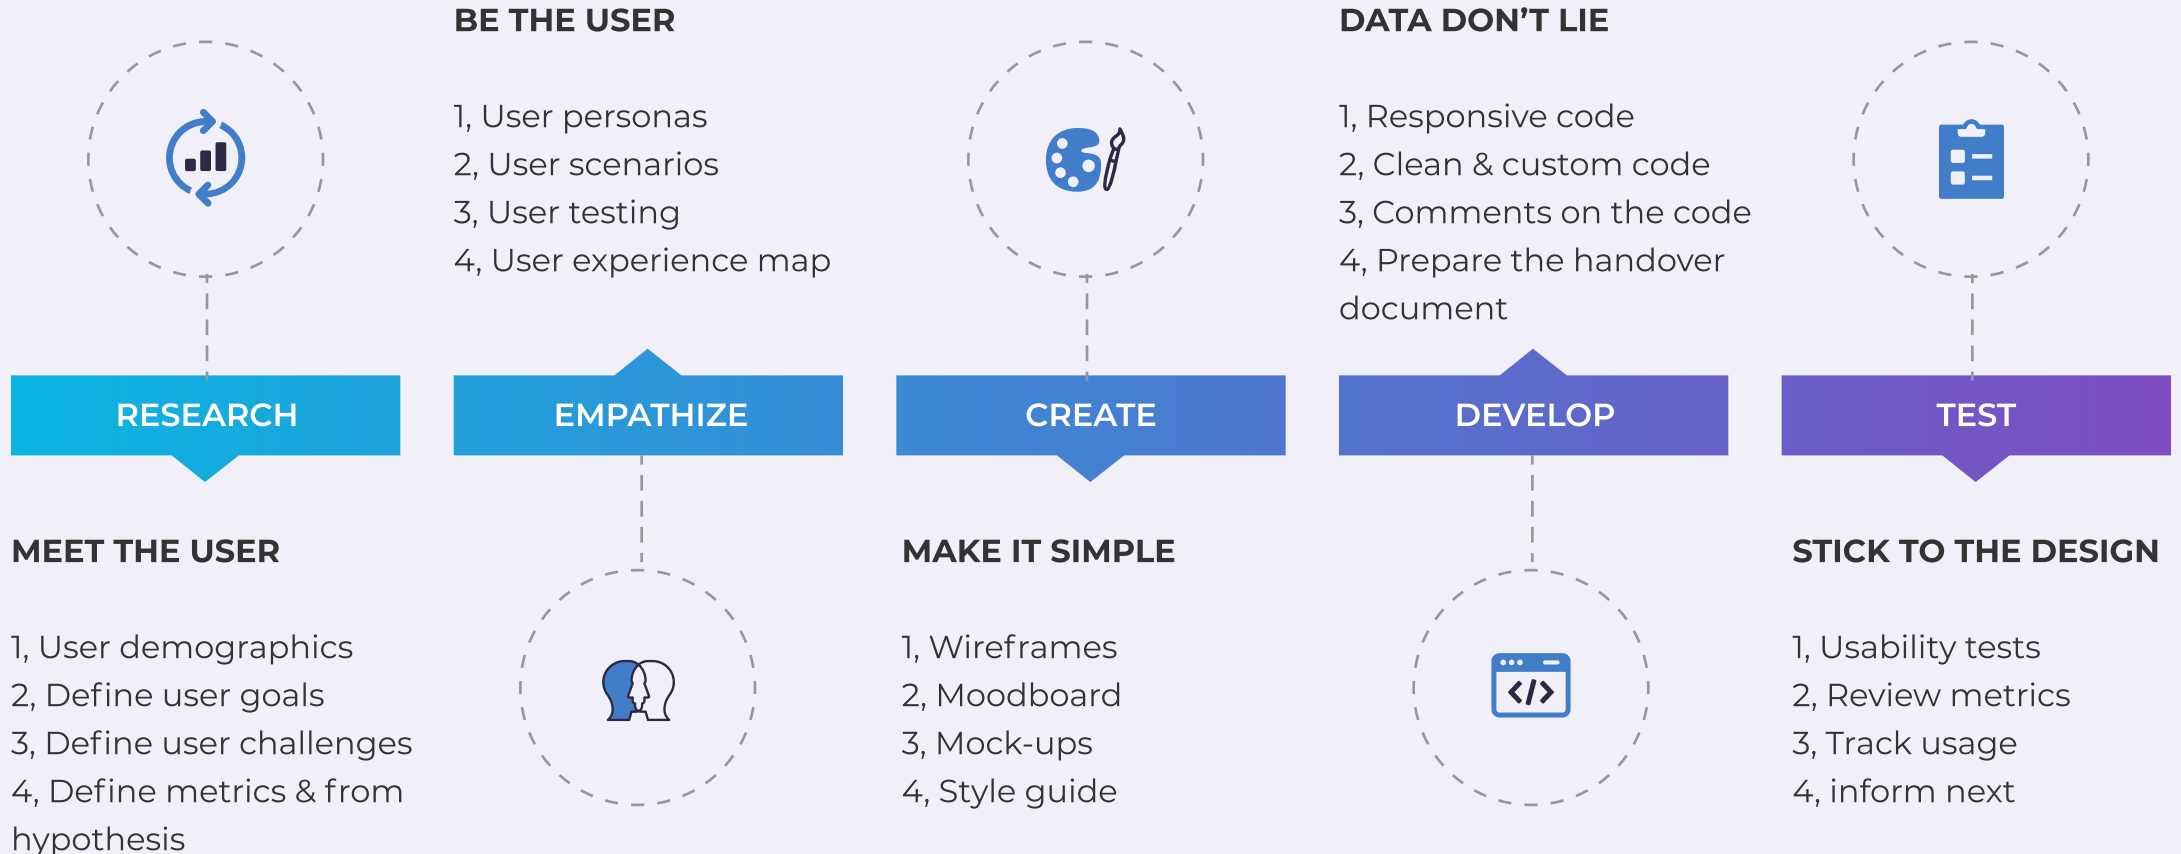 RESEARCH
MEET THE USER
1, User demographics
2, Define user goals
3, Define user challenges
4, Define metrics & from
hypothesis
BE THE USER
1, User personas
2, User scenarios
3, User testing
4, User experience map
EMPATHIZE
CREATE
MAKE IT SIMPLE
1, Wireframes
2, Moodboard
3, Mock-ups
4, Style guide
DATA DON’T LIE
1, Responsive code
2, Clean & custom code
3, Comments on the code
4, Prepare the handover
document
DEVELOP
</>
TEST
STICK TO THE DESIGN
1, Usability tests
2, Review metrics
3, Track usage
4, inform next